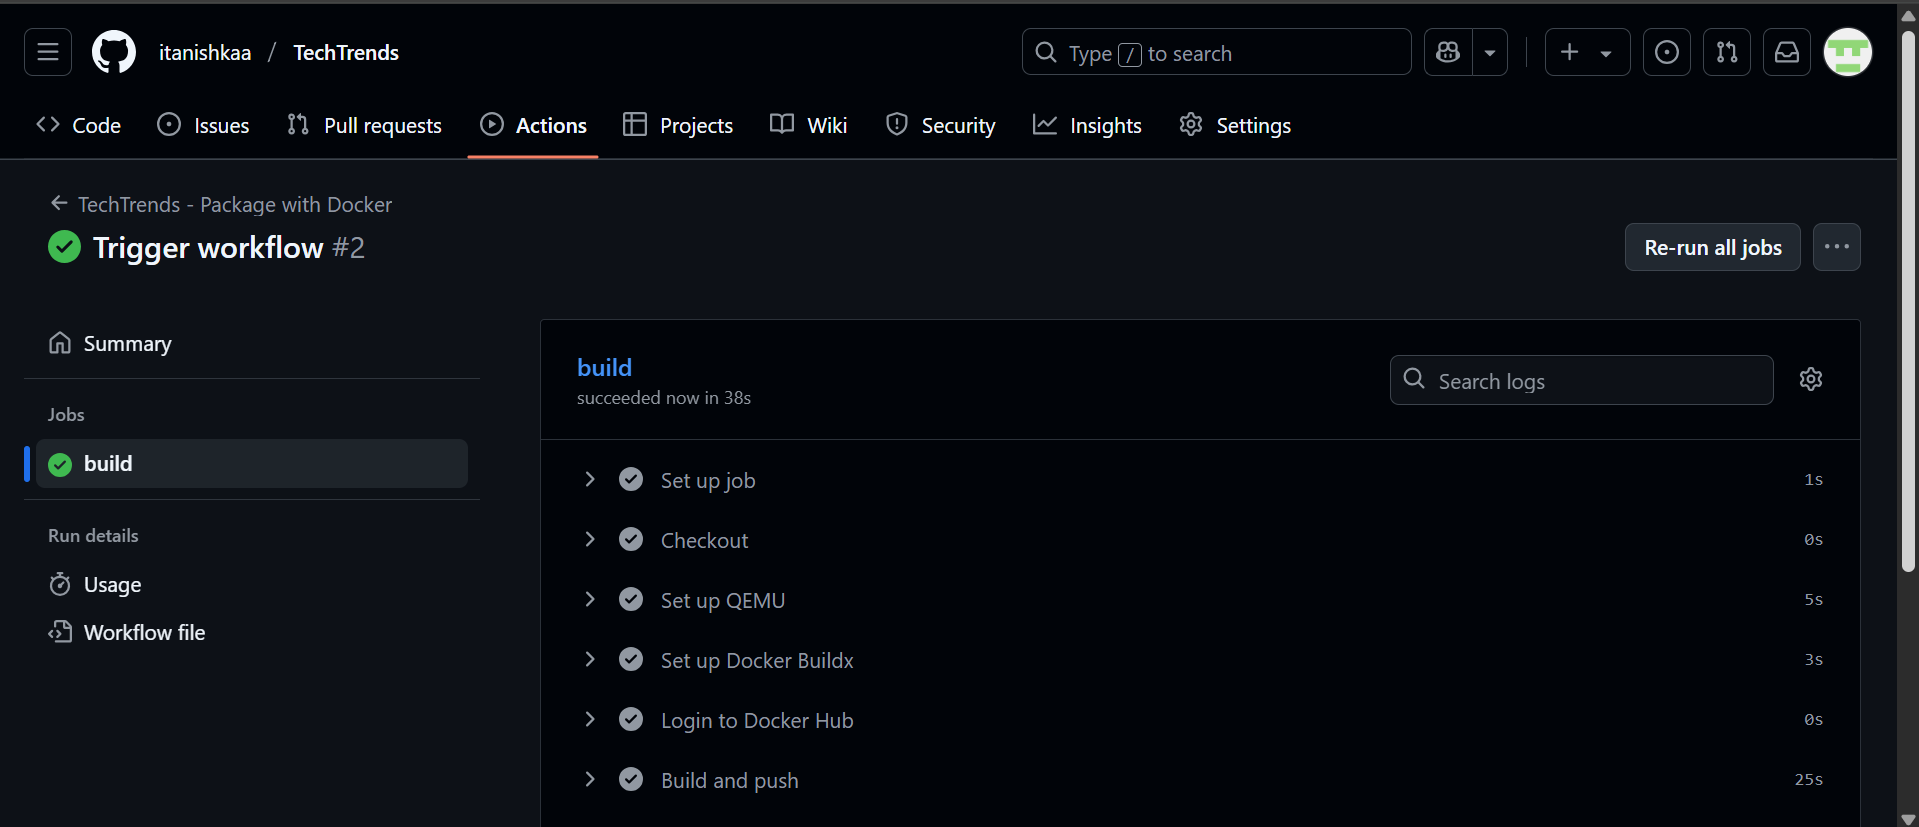 itanishkaa / TechTrends
Type / to search
Code
Issues
Pull requests
Actions
Projects
Wiki
Security
Insights
Settings
TechTrends - Package with Docker
Trigger workflow #2
Re-run all jobs
Summary
Jobs
build
Run details
Usage
Workflow file
build
succeeded now in 38s
Search logs
Set up job 1s
Checkout 0s
Set up QEMU 5s
Set up Docker Buildx 3s
Login to Docker Hub 0s
Build and push 25s